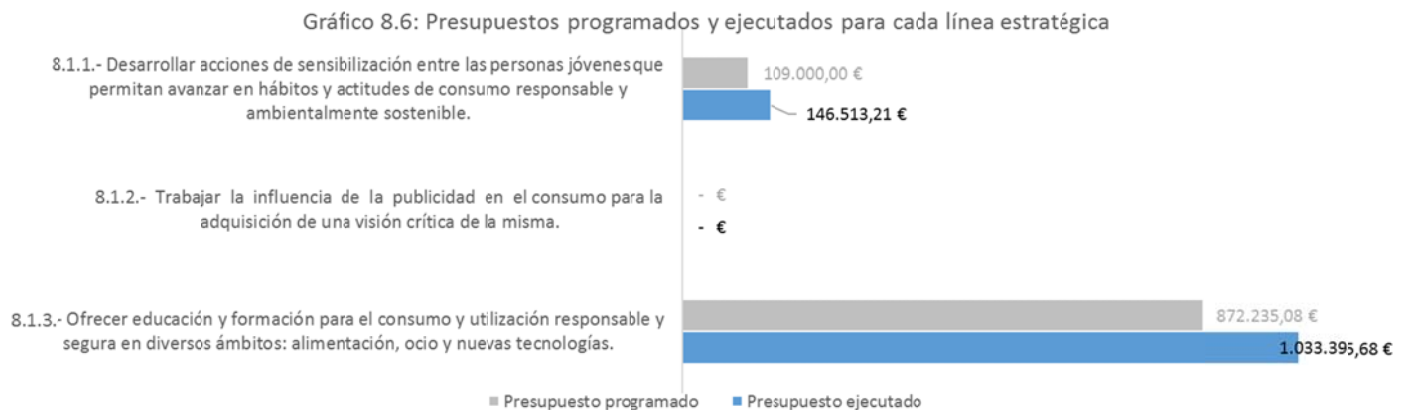 Gráfico 8.6: Presupuestos programados y ejecutados para cada línea estratégica
8.1.1.- Desarrollar acciones de sensibilización entre las personas jóvenes que
permitan avanzar en hábitos y actitudes de consumo responsable y
ambientalmente sostenible.
109.000,00 €
146.513,21 €
8.1.2.- Trabajar la influencia de la publicidad en el consumo para la
adquisición de una visión crítica de la misma.
- €
- €
8.1.3.- Ofrecer educación y formación para el consumo y utilización responsable y
segura en diversos ámbitos: alimentación, ocio y nuevas tecnologías.
872.235,08 €
1.033.395,68 €
Presupuesto programado
Presupuesto ejecutado